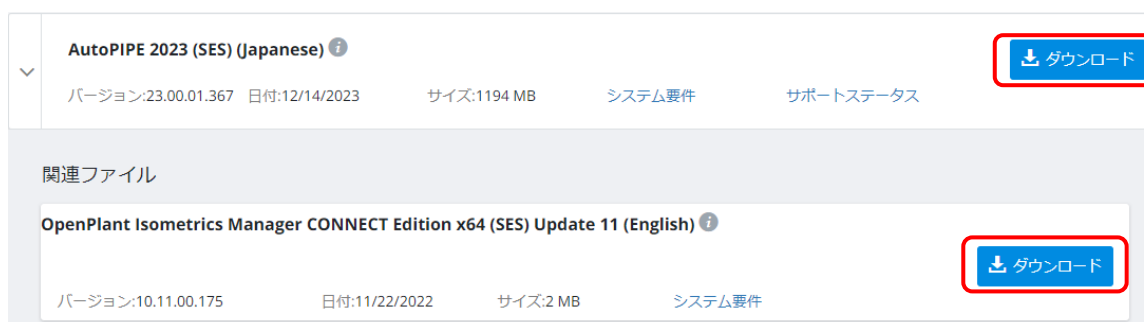 AutoPIPE 2023 (SES) (Japanese)
ダウンロード
バージョン:23.00.01.367 日付:12/14/2023 サイズ:1194 MB システム要件 サポートステータス
関連ファイル
OpenPlant Isometrics Manager CONNECT Edition x64 (SES) Update 11 (English)
ダウンロード
バージョン:10.11.00.175 日付:11/22/2022 サイズ:2 MB システム要件